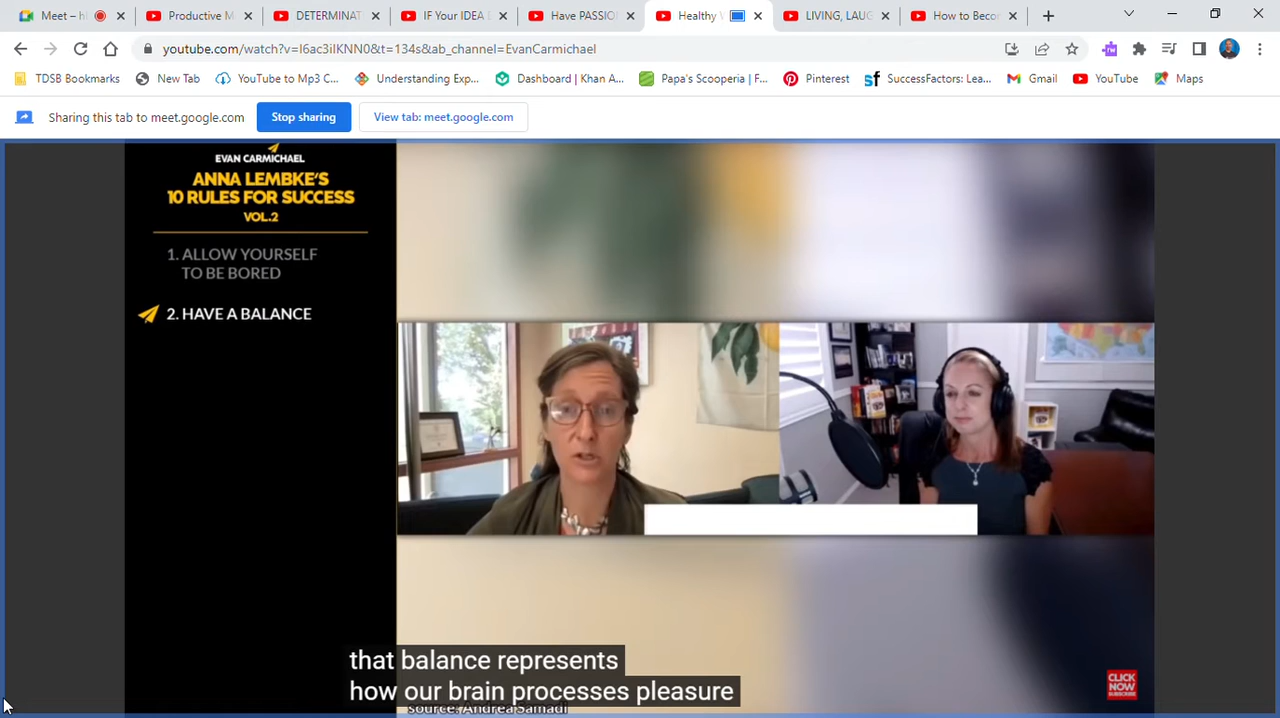 Meet – h
Productive M
DETERMINAT
IF Your IDEA I
Have PASSIO
Healthy
LIVING, LAUG
How to Becor
youtube.com/watch?v=I6ac3iIKNN0&t=134s&ab_channel=EvanCarmichael
TDSB Bookmarks
New Tab
YouTube to Mp3 C...
Understanding Exp...
Dashboard | Khan A...
Papa's Scooperia | F...
Pinterest
SuccessFactors: Lea...
Gmail
YouTube
Maps
Sharing this tab to meet.google.com
Stop sharing
View tab: meet.google.com
EVAN CARMICHAEL
ANNA LEMBKE'S
10 RULES FOR SUCCESS
VOL.2
1. ALLOW YOURSELF
TO BE BORED
2. HAVE A BALANCE
that balance represents
how our brain processes pleasure
source: Andrea Samadi
CLICK
NOW
SUBSCRIBE